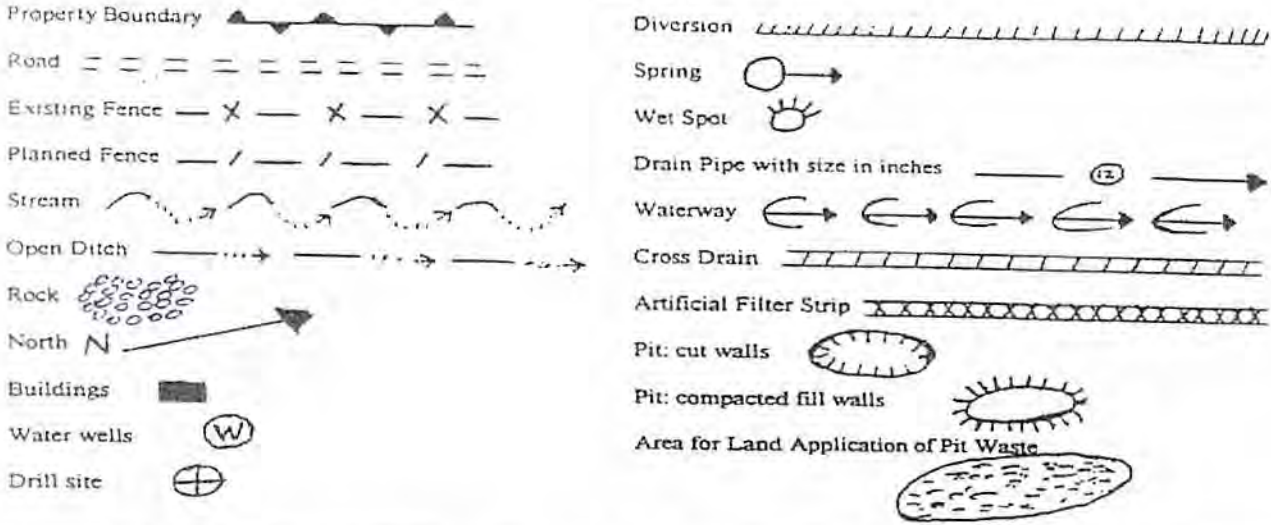 Property Boundary
Road
Existing Fence
Planned Fence
Stream
Open Ditch
Rock
North N
Buildings
Water wells W
Drill site
Diversion
Spring
Wet Spot
Drain Pipe with size in inches 12
Waterway
Cross Drain
Artificial Filter Strip
Pit: cut walls
Pit: compacted fill walls
Area for Land Application of Pit Waste